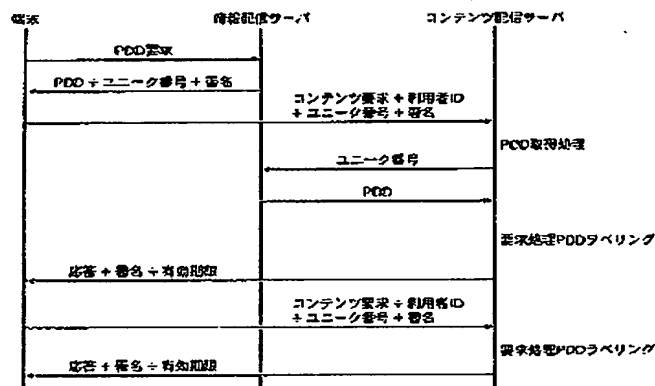 端末
情報配信サーバ
コンテンツ配信サーバ
PDD要求
PDD + ユニーク番号 + 署名
コンテンツ要求 + 利用者ID
+ ユニーク番号 + 署名
PDD取得処理
ユニーク番号
PDD
要求処理PDDラベリング
応答 + 署名 + 有効期限
コンテンツ要求 + 利用者ID
+ ユニーク番号 + 署名
要求処理PDDラベリング
応答 + 署名 + 有効期限